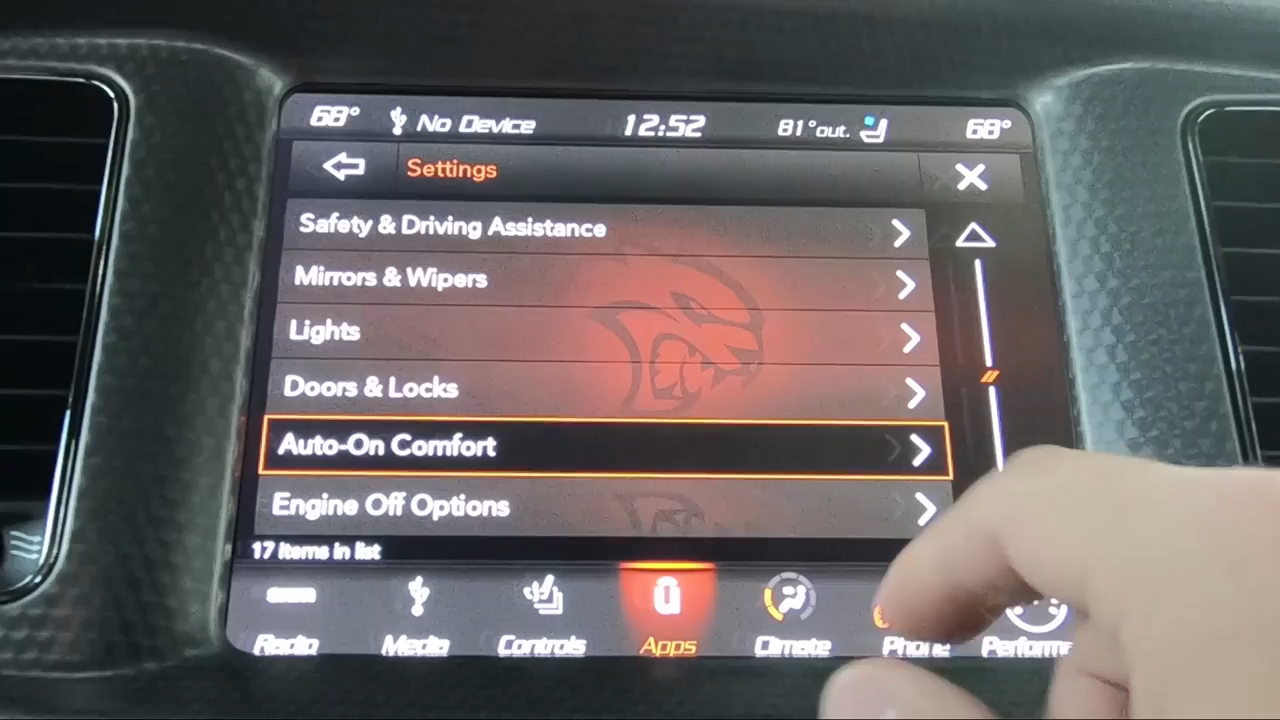 68° No Device 12:52 81°out. 68°
Settings
Safety & Driving Assistance
Mirrors & Wipers
Lights
Doors & Locks
Auto-On Comfort
Engine Off Options
17 items in list
Radio Media Controls Apps Climate Phone Perform